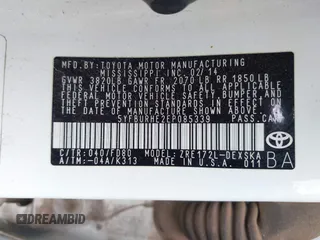 MFD. BY: TOYOTA MOTOR MANUFACTURING
MISSISSIPPI INC. 02/14
GVWR 3820LB GAWR FR 2070LB RR 1850LB
THIS VEHICLE CONFORMS TO ALL APPLICABLE
FEDERAL MOTOR VEHICLE SAFETY, BUMPER, AND
THEFT PREVENTION STANDARDS IN EFFECT ON THE
DATE OF MANUFACTURE SHOWN ABOVE.
5YFBURHE2EP085339 PASS.CAR
C/TR: 040/FD80 MODEL: ZRE172L-DEXSKA
A/TM: -04A/K313 MADE IN U.S.A. 011
TOYOTA
BA
DREAMBID